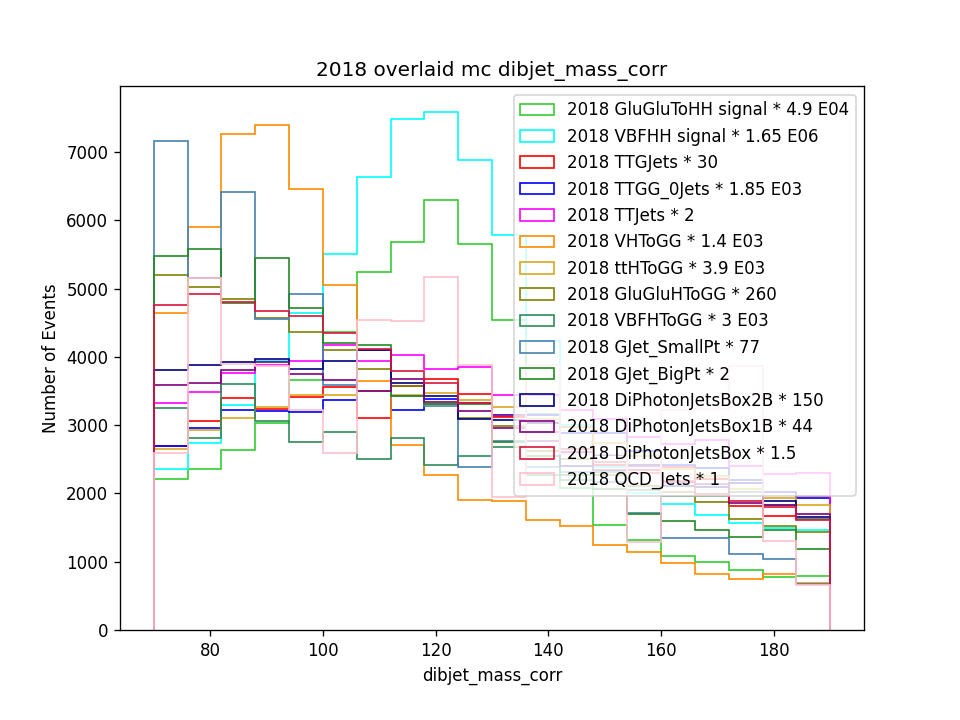 2018 overlaid mc dibjet_mass_corr
2018 GluGluToHH signal * 4.9 E04
2018 VBFHH signal * 1.65 E06
2018 TTGJets * 30
2018 TTGG_0Jets * 1.85 E03
2018 TTJets * 2
2018 VHToGG * 1.4 E03
2018 ttHToGG * 3.9 E03
2018 GluGluHToGG * 260
2018 VBFHToGG * 3 E03
2018 GJet_SmallPt * 77
2018 GJet_BigPt * 2
2018 DiPhotonJetsBox2B * 150
2018 DiPhotonJetsBox1B * 44
2018 DiPhotonJetsBox * 1.5
2018 QCD_Jets * 1
Number of Events
7000
6000
5000
4000
3000
2000
1000
0
80 100 120 140 160 180
dibjet_mass_corr